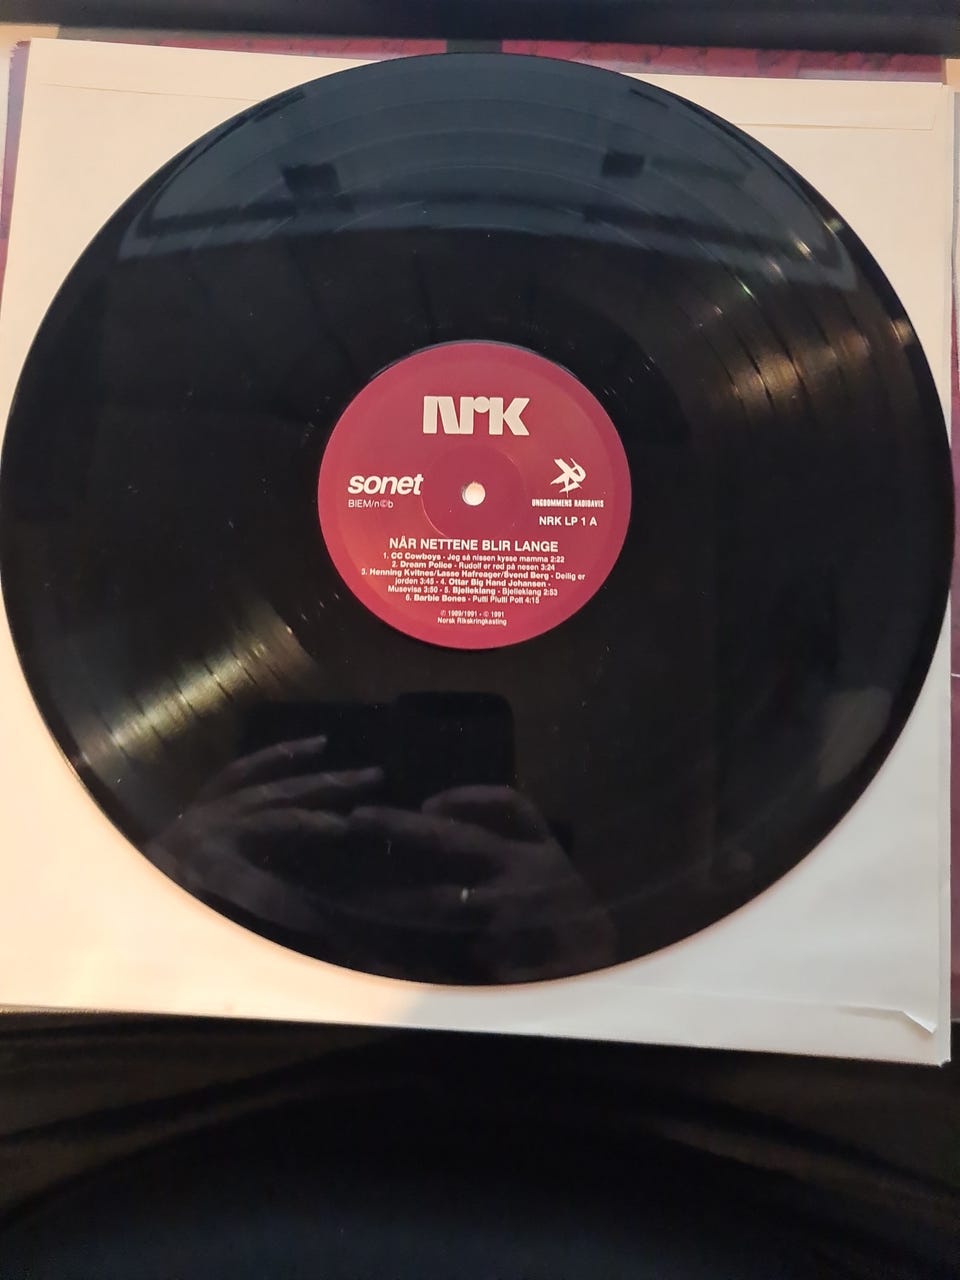 NRK
sonet
BIEM/n©b
UNGDOMMENS RADIOAVIS
NRK LP 1 A
NÅR NETTENE BLIR LANGE
1. CC Cowboys - Jeg så nissen kysse mamma 2:22
2. Dream Police - Rudolf er rød på nesen 3:24
3. Henning Kvitnes/Lasse Hafreager/Svend Berg - Deilig er
jorden 3:45 - 4. Ottar Big Hand Johansen -
Musevisa 3:50 - 5. Bjelleklang - Bjelleklang 2:53
6. Barbie Bones - Putti Plutti Pott 4:15
℗ 1989/1991 - © 1991
Norsk Rikskringkasting